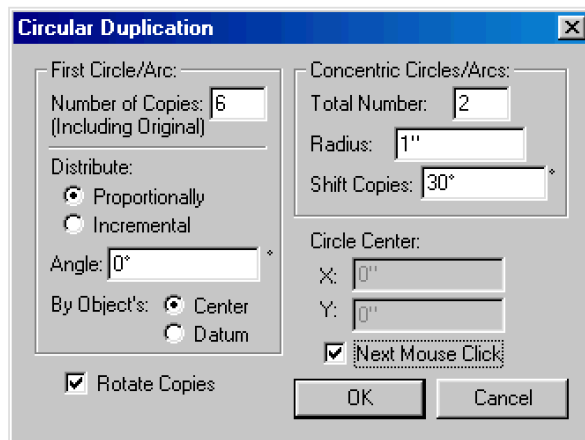 Circular Duplication
First Circle/Arc:
Number of Copies: 6
(Including Original)
Distribute:
Proportionally
Incremental
Angle: 0° °
By Object's: Center
Datum
Rotate Copies
Concentric Circles/Arcs:
Total Number: 2
Radius: 1"
Shift Copies: 30° °
Circle Center:
X: 0"
Y: 0"
Next Mouse Click
OK Cancel